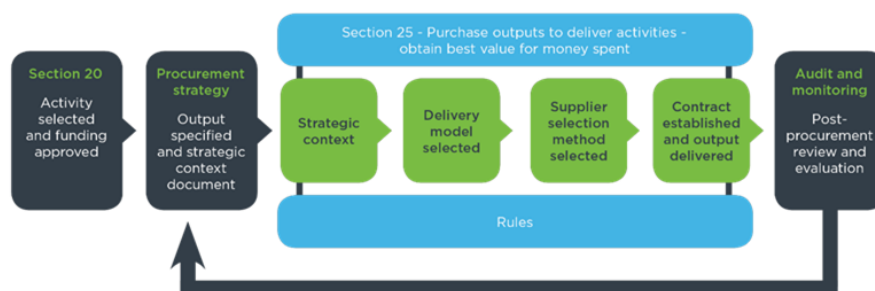 Section 25 - Purchase outputs to deliver activities -
obtain best value for money spent
Section 20
Activity
selected
and funding
approved
Procurement
strategy
Output
specified
and strategic
context
document
Strategic
context
Delivery
model
selected
Supplier
selection
method
selected
Contract
established
and output
delivered
Audit and
monitoring
Post-
procurement
review and
evaluation
Rules